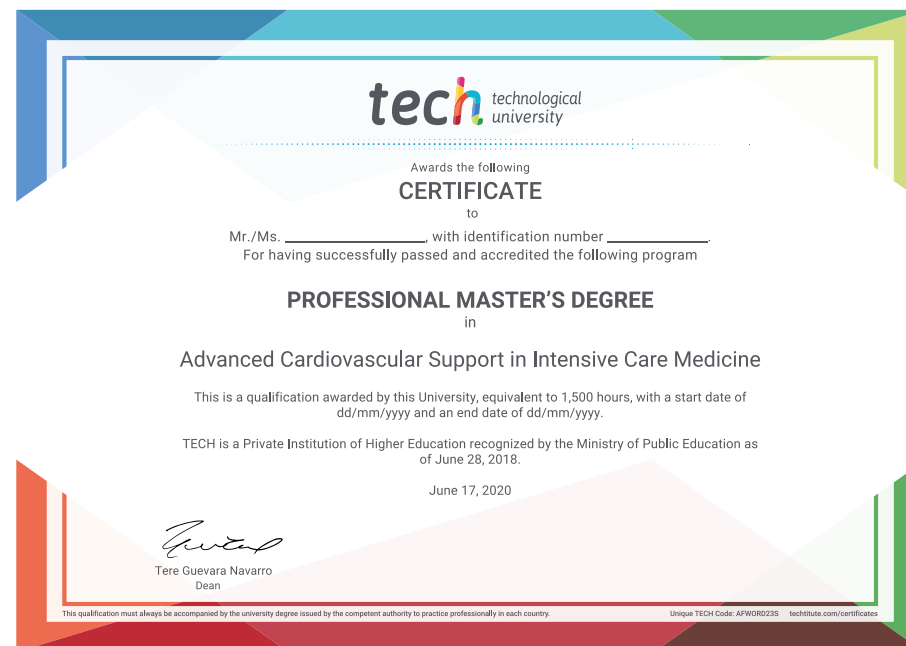 tech technological
university
Awards the following
CERTIFICATE
to
Mr./Ms. ____________, with identification number ____________.
For having successfully passed and accredited the following program
PROFESSIONAL MASTER'S DEGREE
in
Advanced Cardiovascular Support in Intensive Care Medicine
This is a qualification awarded by this University, equivalent to 1,500 hours, with a start date of
dd/mm/yyyy and an end date of dd/mm/yyyy.
TECH is a Private Institution of Higher Education recognized by the Ministry of Public Education as
of June 28, 2018.
June 17, 2020
Tere Guevara Navarro
Dean
This qualification must always be accompanied by the university degree issued by the competent authority to practice professionally in each country.
Unique TECH Code: AFWORD23S techtitute.com/certificates